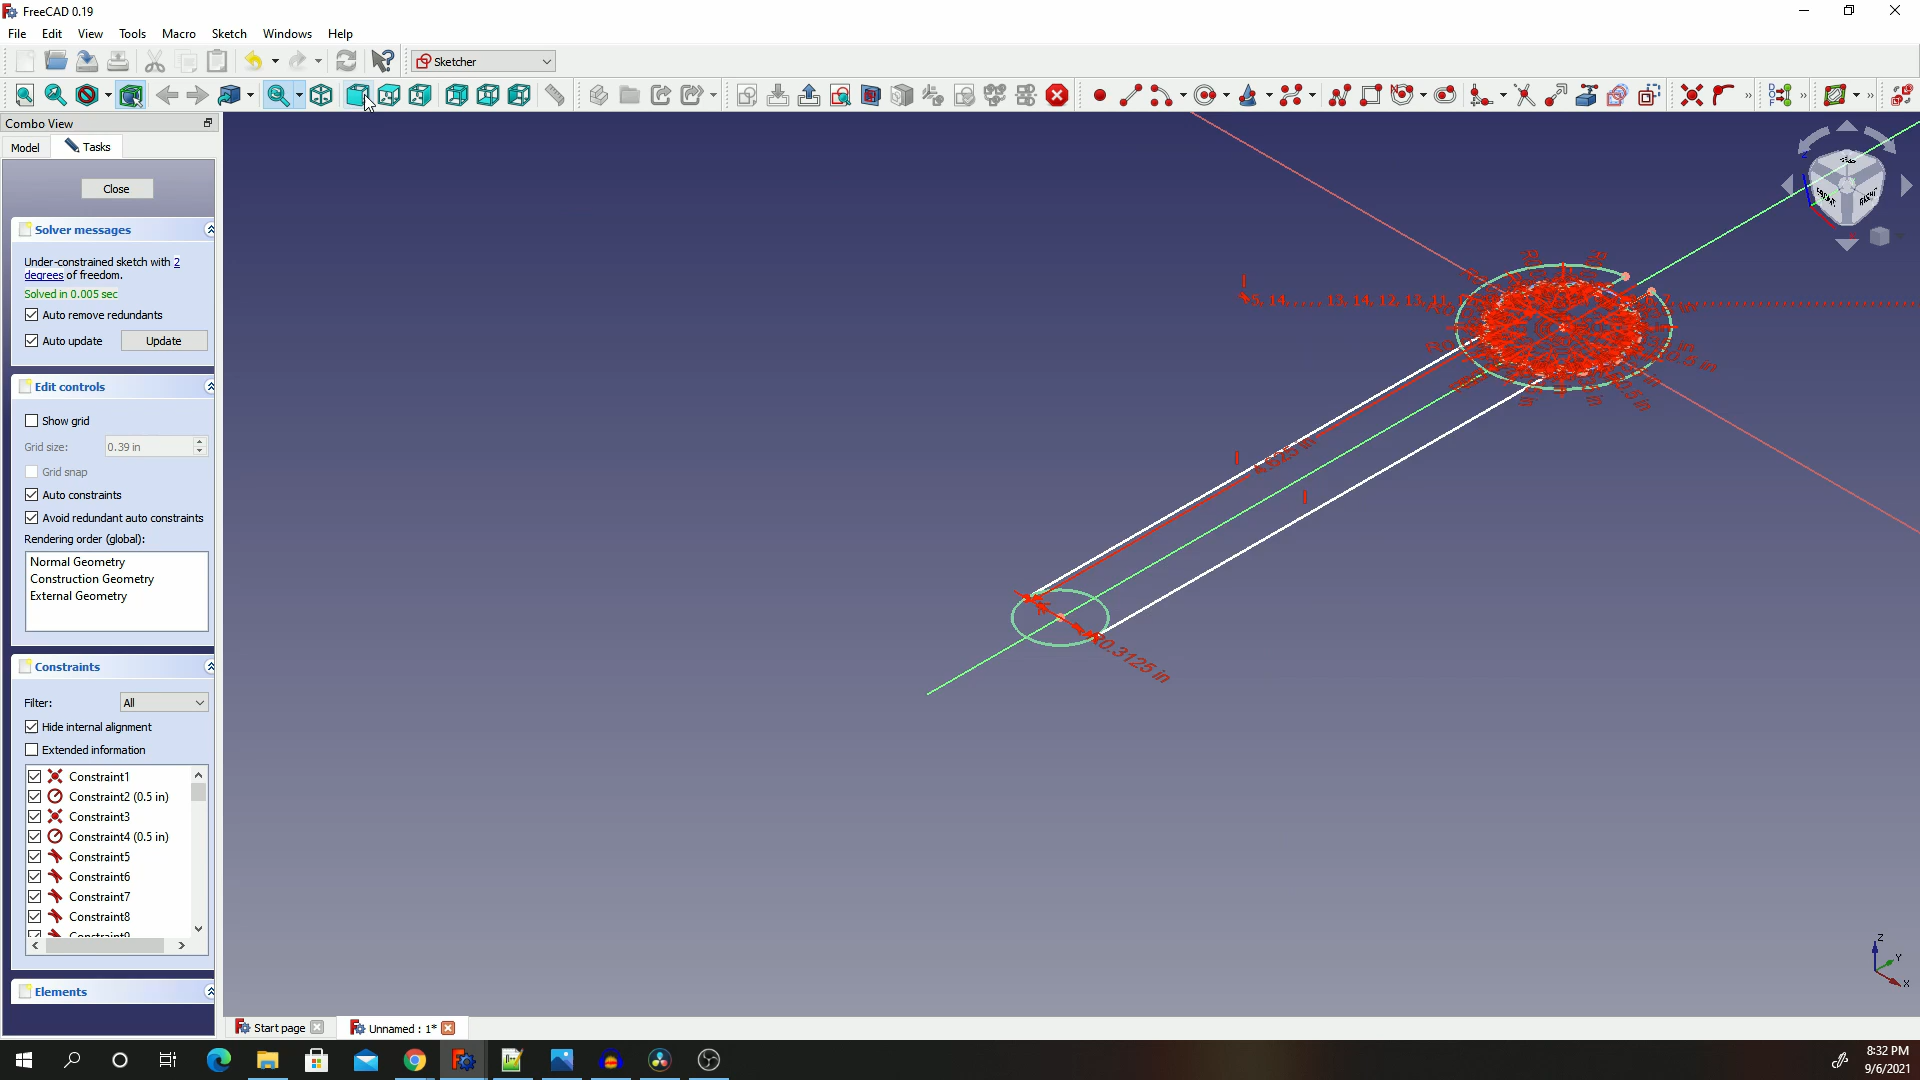 FreeCAD 0.19
File Edit View Tools Macro Sketch Windows Help
Sketcher
Combo View
Model Tasks
Close
Solver messages
Under-constrained sketch with 2
degrees of freedom.
Solved in 0.005 sec
Auto remove redundants
Auto update Update
Edit controls
Show grid
Grid size: 0.39 in
Grid snap
Auto constraints
Avoid redundant auto constraints
Rendering order (global):
Normal Geometry
Construction Geometry
External Geometry
Constraints
Filter: All
Hide internal alignment
Extended information
Constraint1
Constraint2 (0.5 in)
Constraint3
Constraint4 (0.5 in)
Constraint5
Constraint6
Constraint7
Constraint8
Constraint9
Elements
R0.3125 in
FRONT RIGHT
Z
Y
X
Start page Unnamed : 1*
8:32 PM
9/6/2021